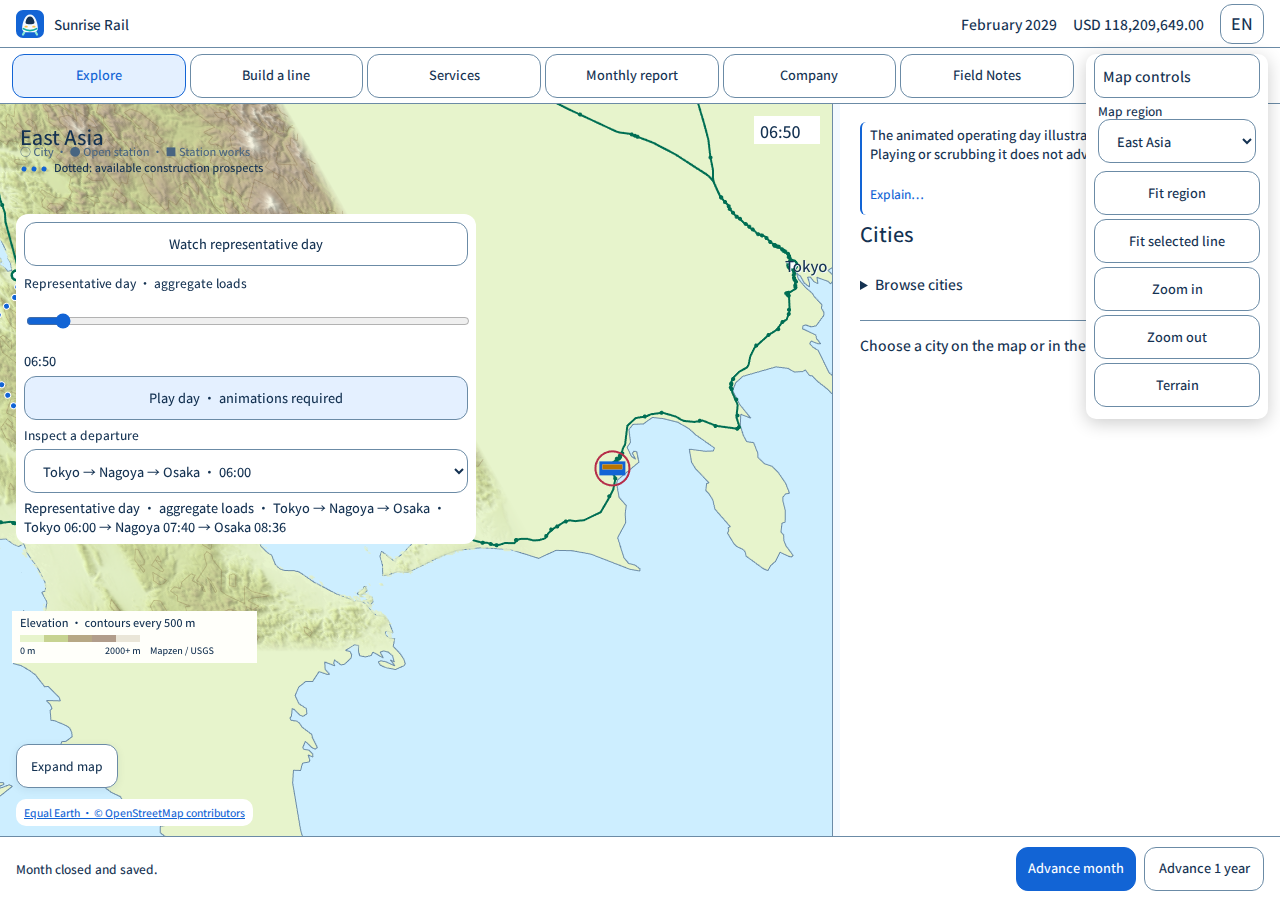 Sunrise Rail
February 2029
USD 118,209,649.00
EN
Explore
Build a line
Services
Monthly report
Company
Field Notes
Map controls
Map region
East Asia
Fit region
Fit selected line
Zoom in
Zoom out
Terrain
East Asia
City ・ Open station ・ Station works
Dotted: available construction prospects
06:50
Tokyo
Watch representative day
Representative day ・ aggregate loads
06:50
Play day ・ animations required
Inspect a departure
Tokyo → Nagoya → Osaka ・ 06:00
Representative day ・ aggregate loads ・ Tokyo → Nagoya → Osaka ・
Tokyo 06:00 → Nagoya 07:40 → Osaka 08:36
Elevation ・ contours every 500 m
0 m
2000+ m
Mapzen / USGS
Expand map
Equal Earth ・ © OpenStreetMap contributors
The animated operating day illustra
Playing or scrubbing it does not adv
Explain…
Cities
Browse cities
Choose a city on the map or in the
Month closed and saved.
Advance month
Advance 1 year